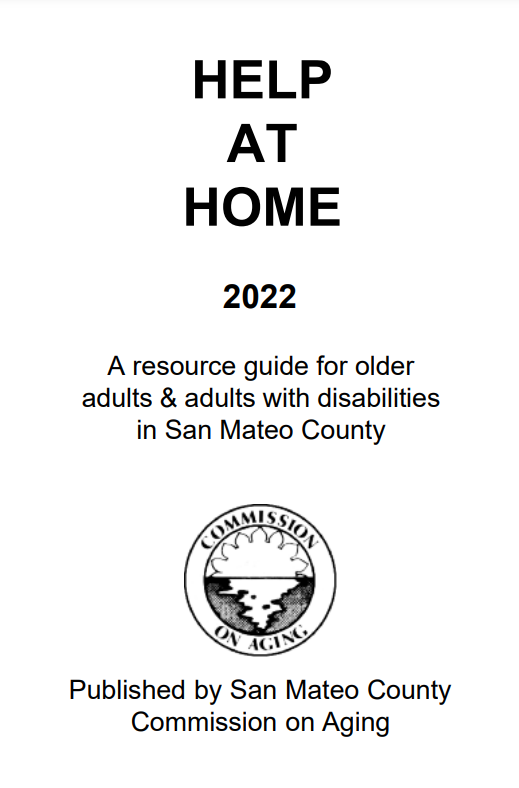 HELP
AT
HOME
2022
A resource guide for older
adults & adults with disabilities
in San Mateo County
COMMISSION
ON AGING
Published by San Mateo County
Commission on Aging